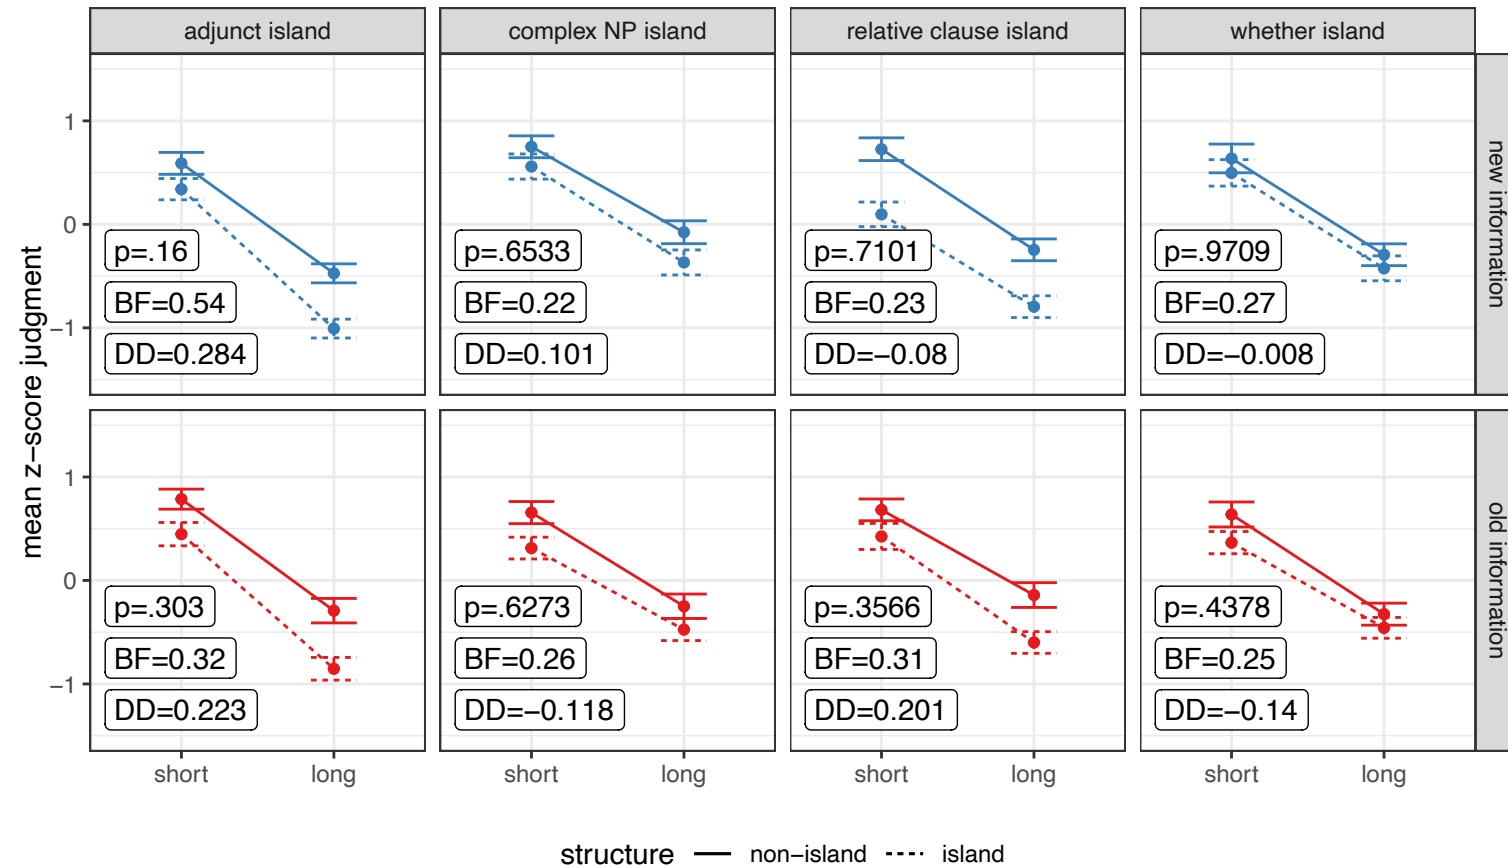 adjunct island
complex NP island
relative clause island
whether island
mean z−score judgment
1
0
−1
p=.16
BF=0.54
DD=0.284
p=.6533
BF=0.22
DD=0.101
p=.7101
BF=0.23
DD=−0.08
p=.9709
BF=0.27
DD=−0.008
new information
1
0
−1
p=.303
BF=0.32
DD=0.223
p=.6273
BF=0.26
DD=−0.118
p=.3566
BF=0.31
DD=0.201
p=.4378
BF=0.25
DD=−0.14
old information
short
long
short
long
short
long
short
long
structure non−island island